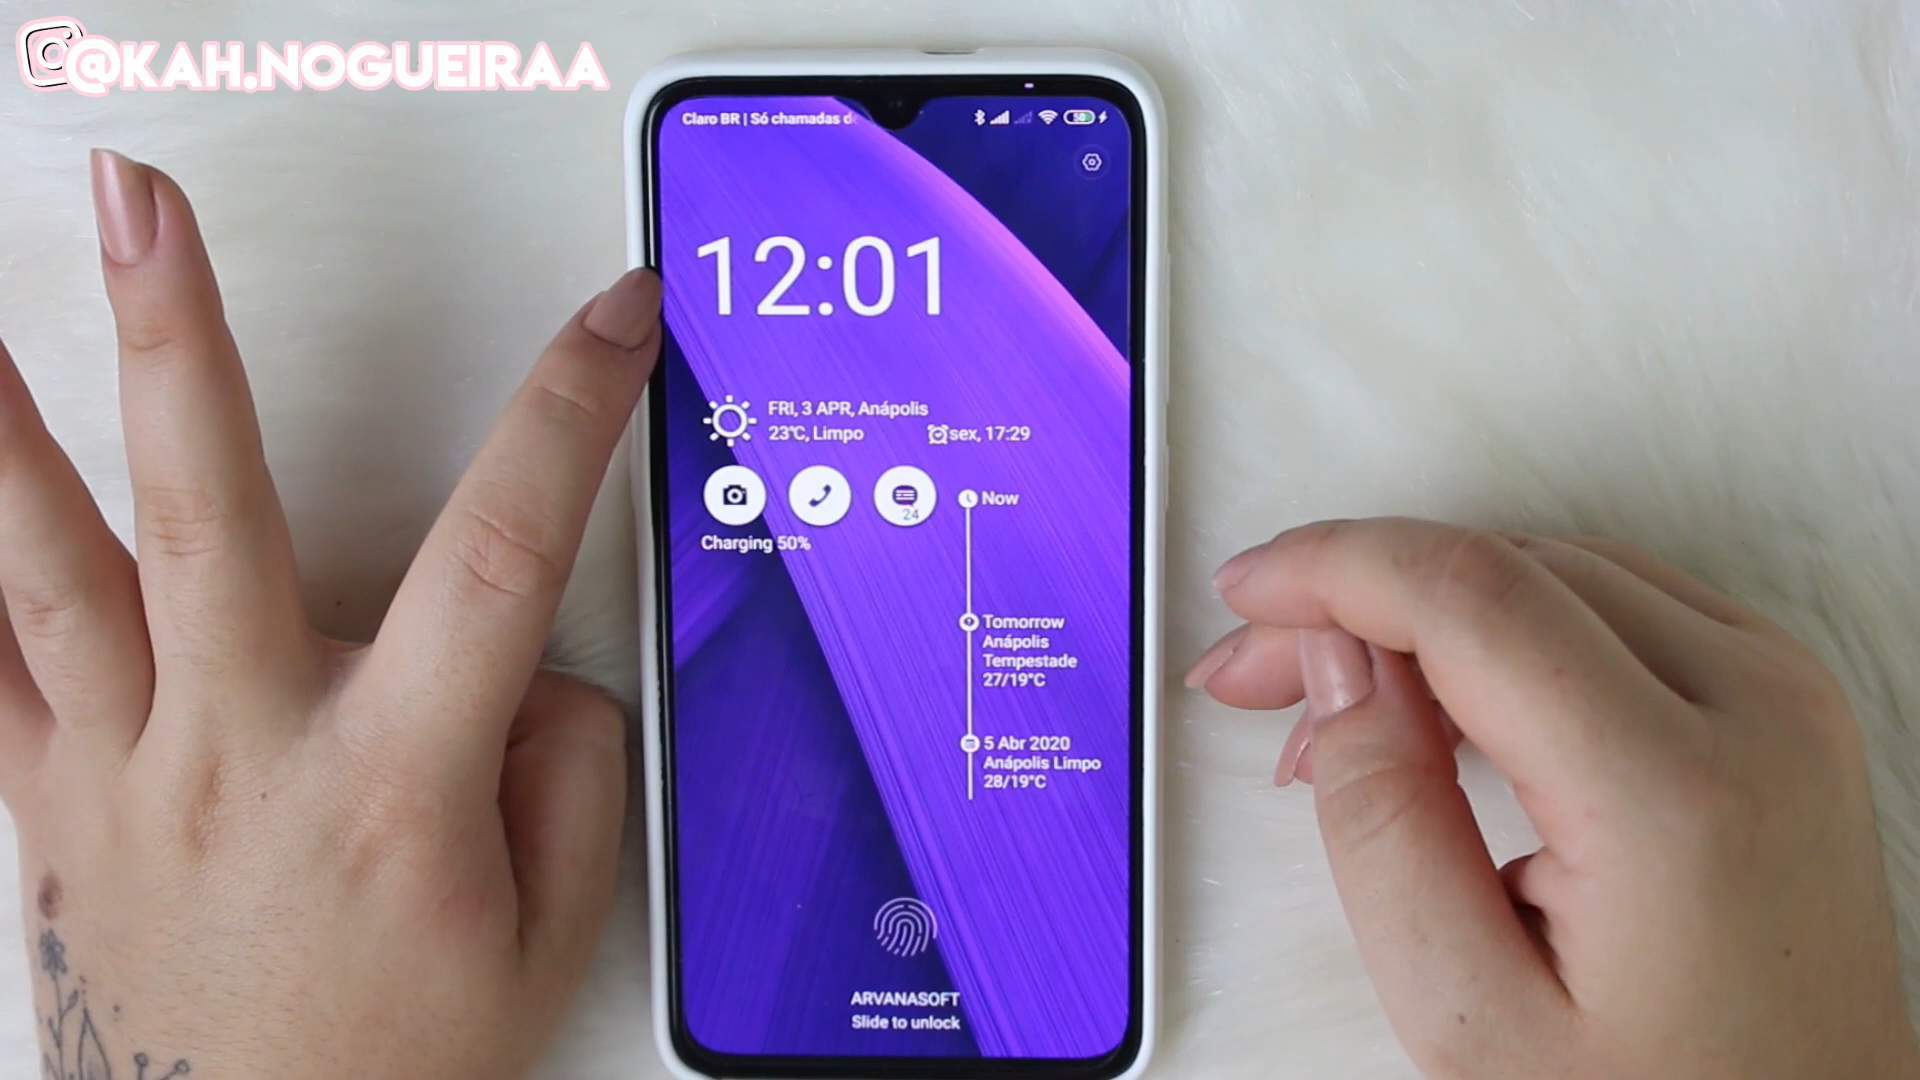 @KAH.NOGUEIRAA
Claro BR | Só chamadas d
50
12:01
FRI, 3 APR, Anápolis
23°C, Limpo
sex, 17:29
24
Charging 50%
Now
Tomorrow
Anápolis
Tempestade
27/19°C
5 Abr 2020
Anápolis Limpo
28/19°C
ARVANASOFT
Slide to unlock